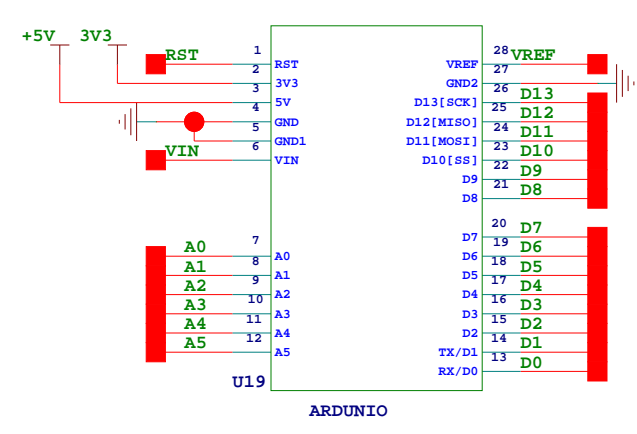 +5V 3V3
RST 1 RST VREF 28 VREF
2 3V3 GND2 27
3 5V D13[SCK] 26 D13
4 GND D12[MISO] 25 D12
5 GND1 D11[MOSI] 24 D11
VIN 6 VIN D10[SS] 23 D10
D9 22 D9
D8 21 D8
D7 20 D7
A0 7 A0 D6 19 D6
A1 8 A1 D5 18 D5
A2 9 A2 D4 17 D4
A3 10 A3 D3 16 D3
A4 11 A4 D2 15 D2
A5 12 A5 TX/D1 14 D1
RX/D0 13 D0
U19
ARDUNIO